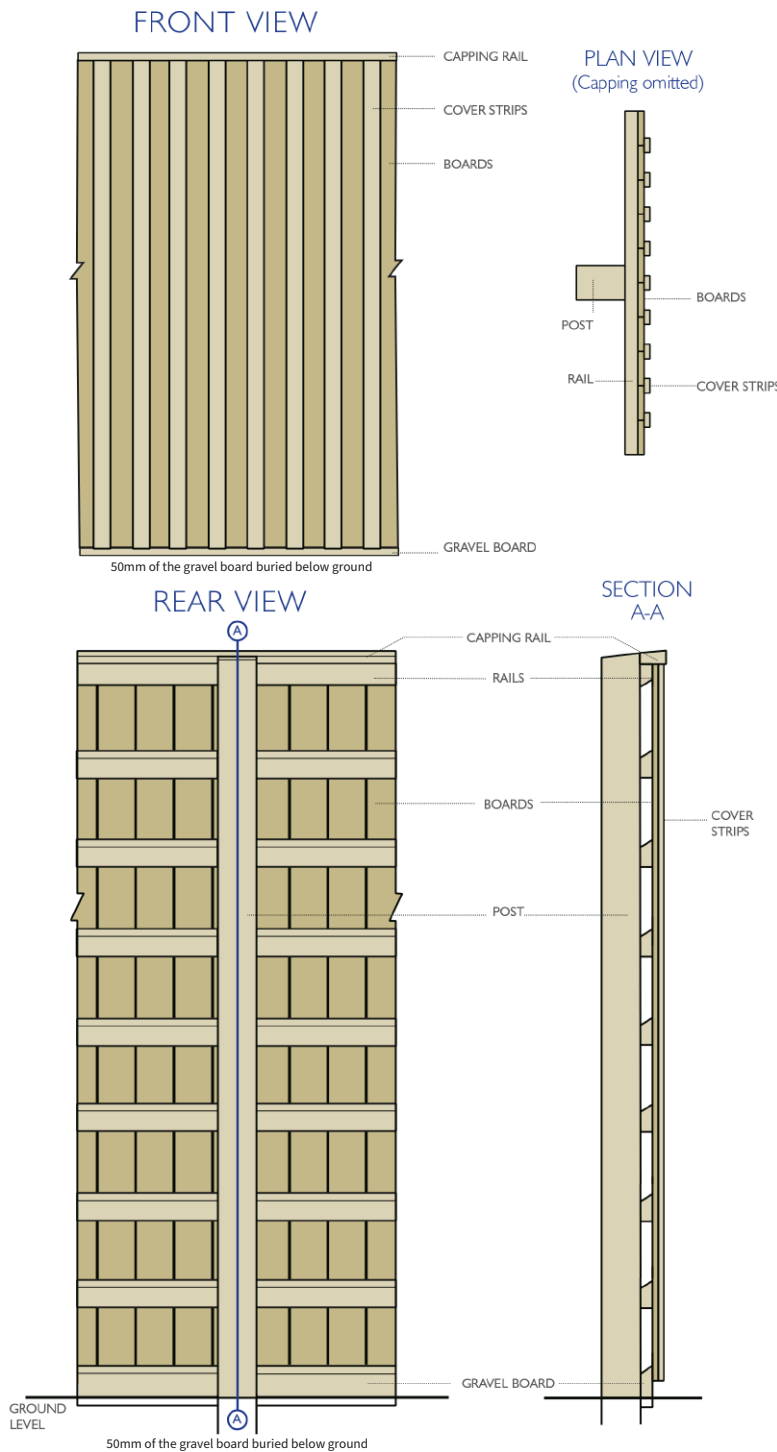 FRONT VIEW
CAPPING RAIL
COVER STRIPS
BOARDS
GRAVEL BOARD
50mm of the gravel board buried below ground
PLAN VIEW
(Capping omitted)
BOARDS
POST
RAIL
COVER STRIPS
REAR VIEW
A
SECTION
A-A
CAPPING RAIL
RAILS
BOARDS
COVER
STRIPS
POST
GRAVEL BOARD
GROUND
LEVEL
A
50mm of the gravel board buried below ground